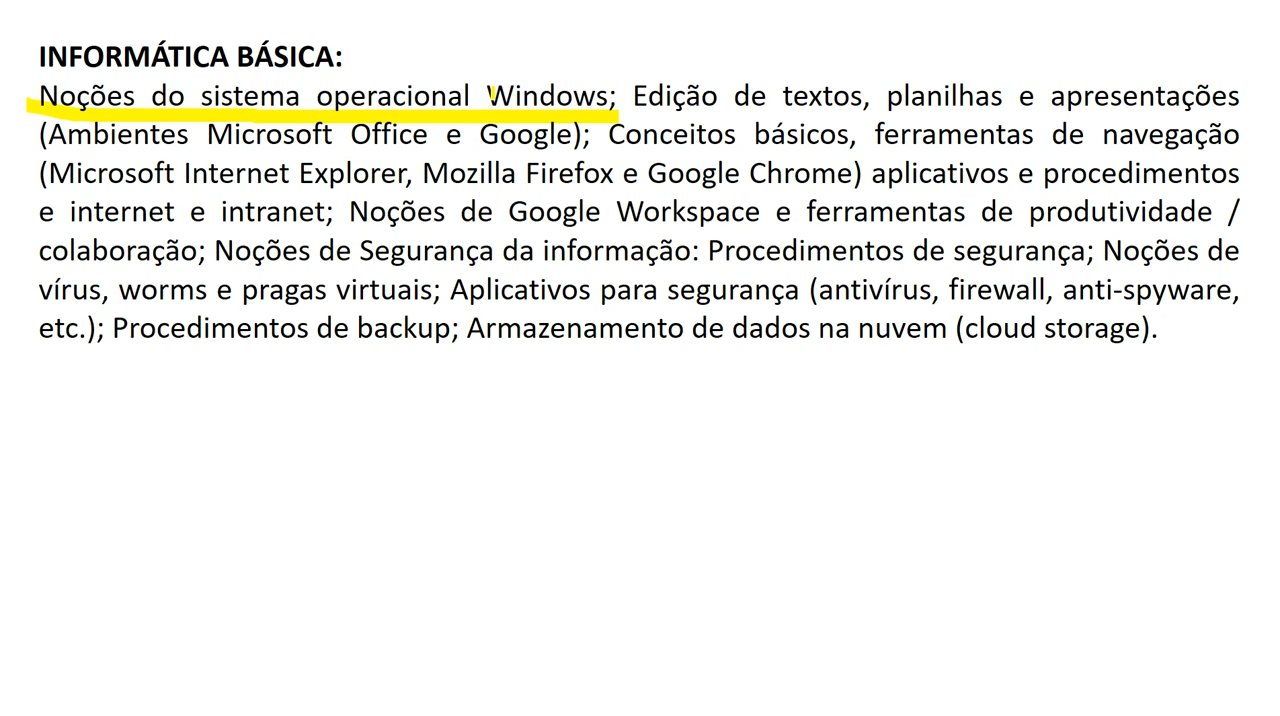 INFORMÁTICA BÁSICA:
Noções do sistema operacional Windows; Edição de textos, planilhas e apresentações
(Ambientes Microsoft Office e Google); Conceitos básicos, ferramentas de navegação
(Microsoft Internet Explorer, Mozilla Firefox e Google Chrome) aplicativos e procedimentos
e internet e intranet; Noções de Google Workspace e ferramentas de produtividade /
colaboração; Noções de Segurança da informação: Procedimentos de segurança; Noções de
vírus, worms e pragas virtuais; Aplicativos para segurança (antivírus, firewall, anti-spyware,
etc.); Procedimentos de backup; Armazenamento de dados na nuvem (cloud storage).